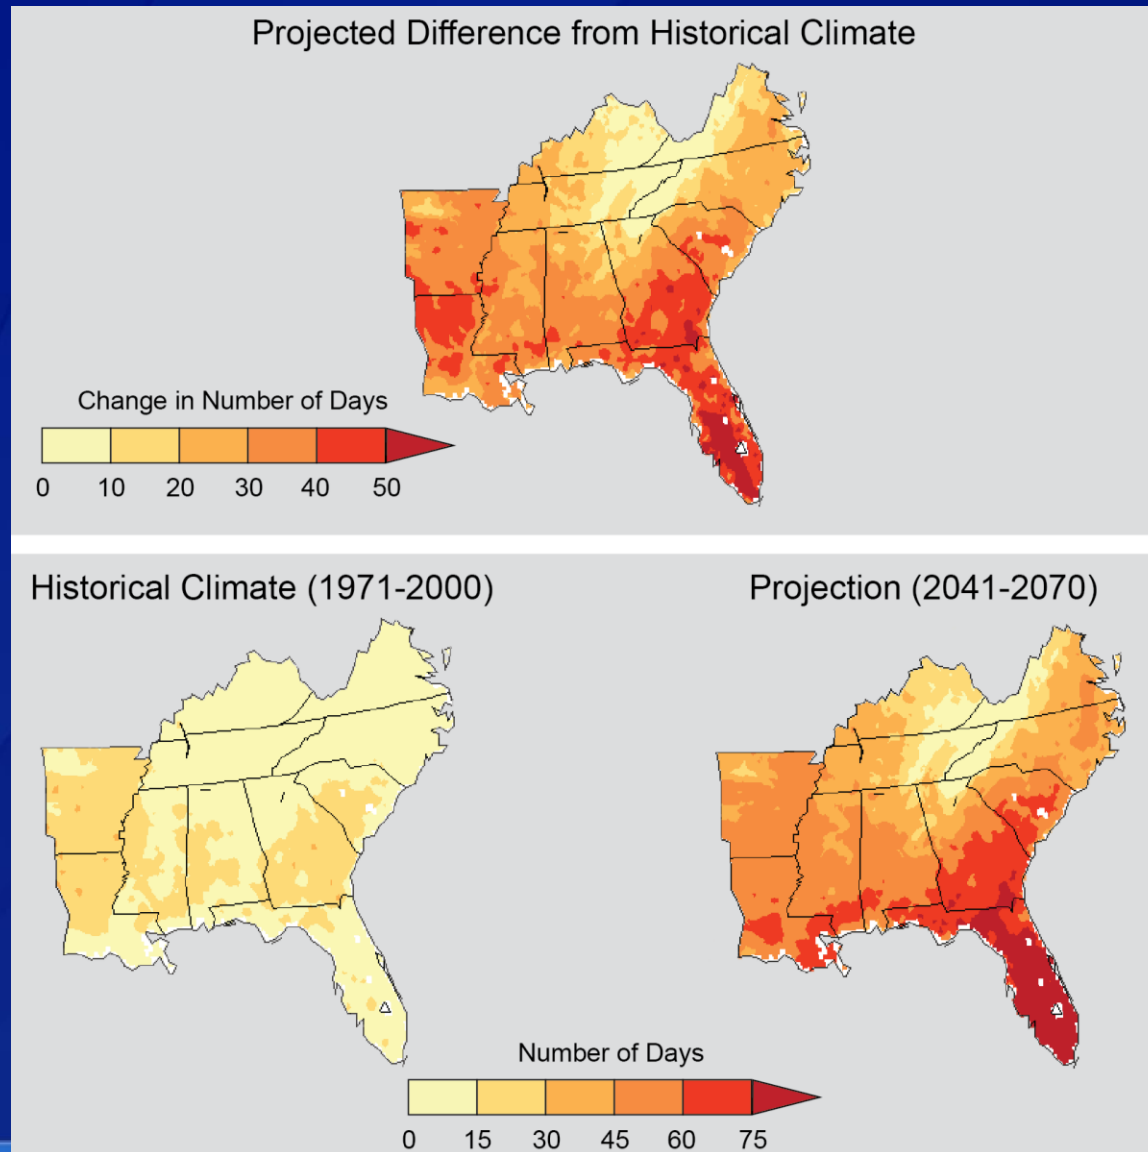 Projected Difference from Historical Climate
Change in Number of Days
0 10 20 30 40 50
Historical Climate (1971-2000)
Projection (2041-2070)
Number of Days
0 15 30 45 60 75